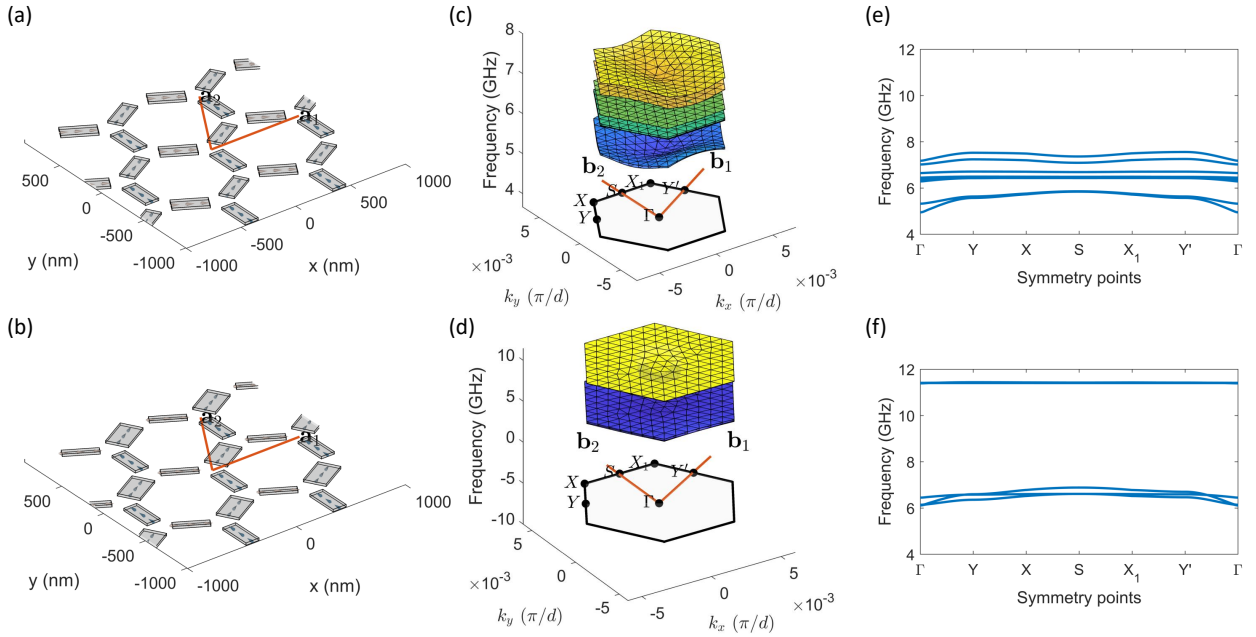 (a)
a₂
a₁
500
0
-500
-1000
y (nm)
-1000
-500
0
500
1000
x (nm)
(c)
8
7
6
5
4
Frequency (GHz)
b₂
b₁
X
Y
S
X₁
Y'
Γ
5
0
-5
×10⁻³
k_y (π/d)
-5
0
5
×10⁻³
k_x (π/d)
(e)
12
10
8
6
4
Frequency (GHz)
Γ Y X S X₁ Y' Γ
Symmetry points
(b)
a₂
a₁
500
0
-500
-1000
y (nm)
-1000
0
1000
x (nm)
(d)
10
5
0
-5
-10
Frequency (GHz)
b₂
b₁
X
Y
S
X₁
Y'
Γ
5
0
-5
×10⁻³
k_y (π/d)
-5
0
5
×10⁻³
k_x (π/d)
(f)
12
10
8
6
4
Frequency (GHz)
Γ Y X S X₁ Y' Γ
Symmetry points